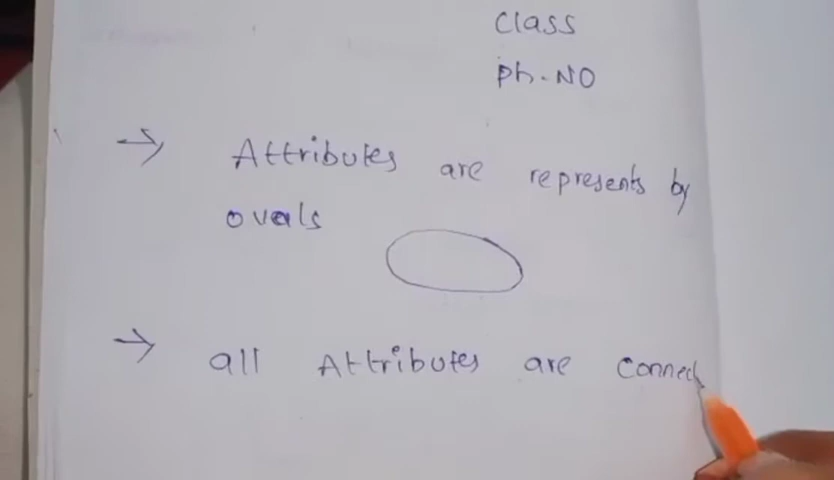 class
ph-NO
→ Attributes are represents by
ovals
→ all Attributes are connect